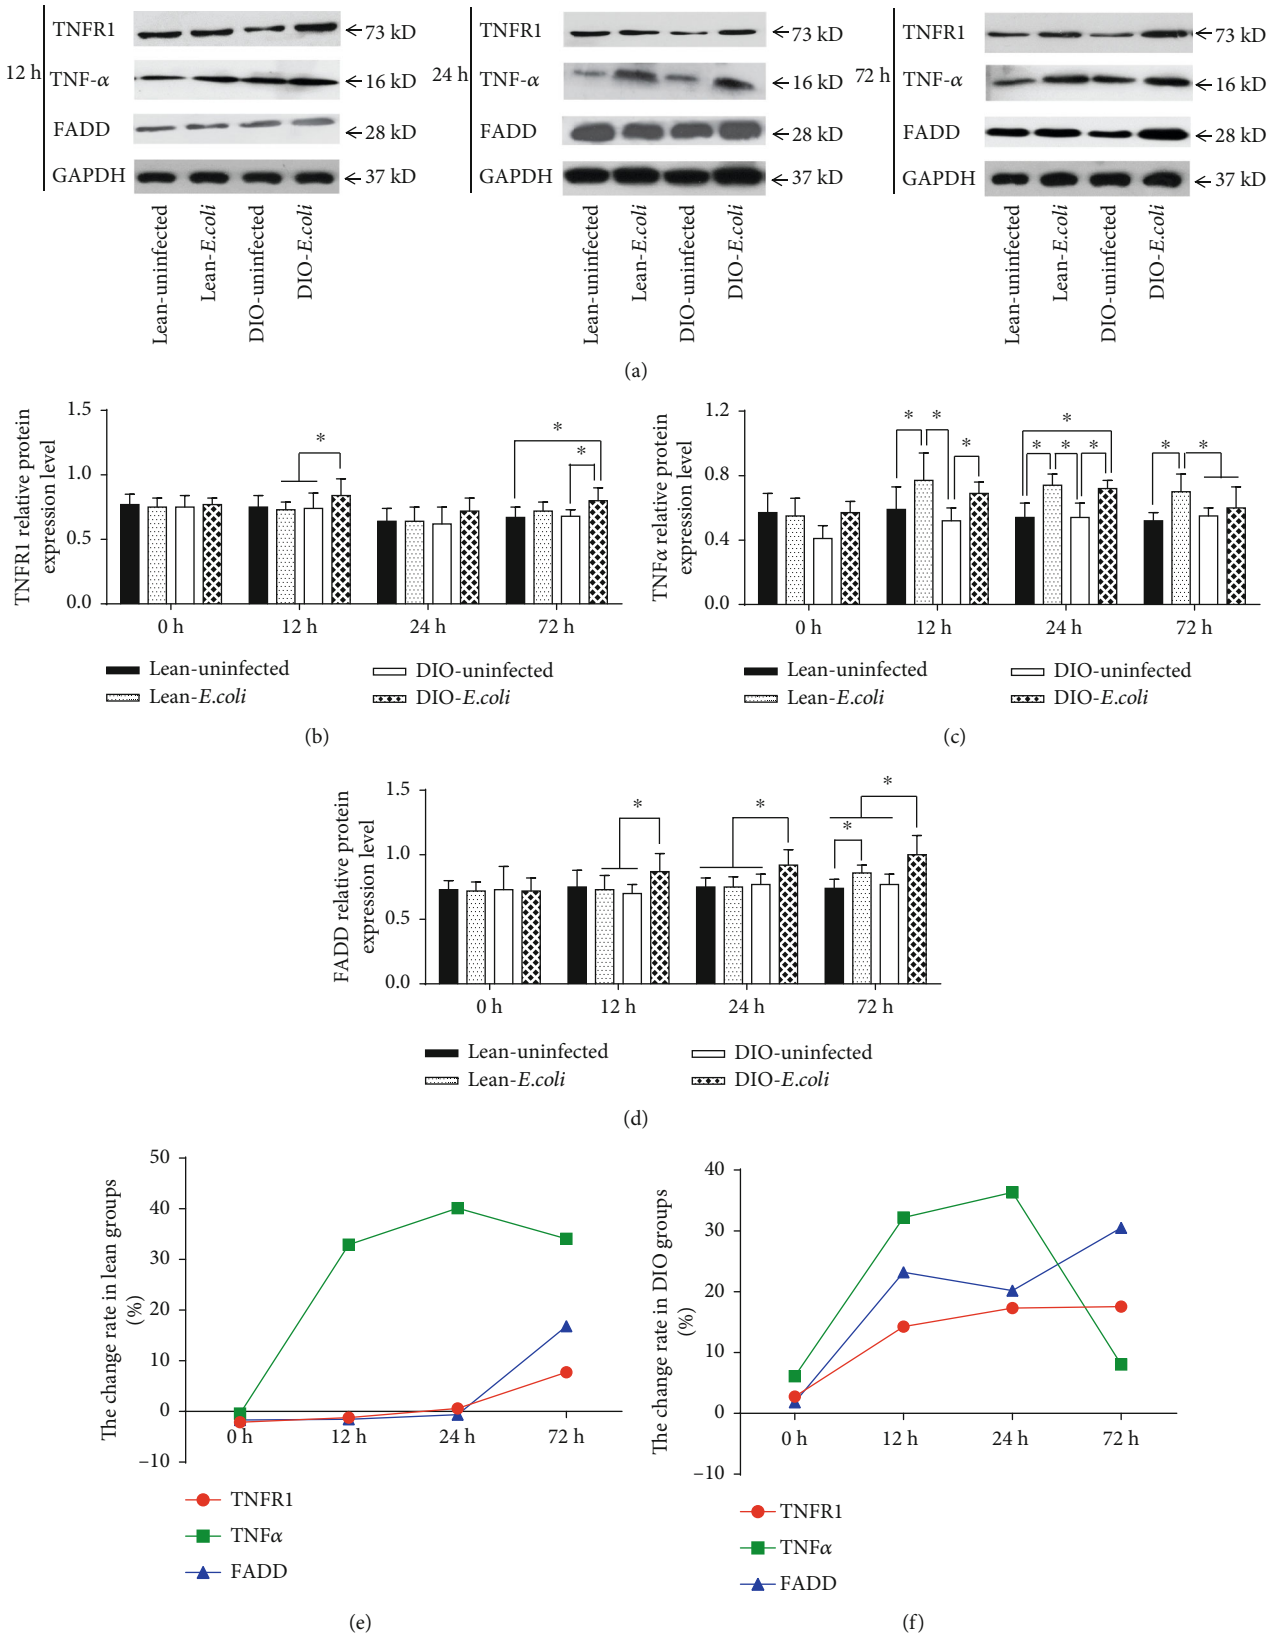 12 h
TNFR1
73 kD
TNF-α
16 kD
FADD
28 kD
GAPDH
37 kD
Lean-uninfected
Lean-E.coli
DIO-uninfected
DIO-E.coli
24 h
TNFR1
73 kD
TNF-α
16 kD
FADD
28 kD
GAPDH
37 kD
Lean-uninfected
Lean-E.coli
DIO-uninfected
DIO-E.coli
72 h
TNFR1
73 kD
TNF-α
16 kD
FADD
28 kD
GAPDH
37 kD
Lean-uninfected
Lean-E.coli
DIO-uninfected
DIO-E.coli
(a)
TNFR1 relative protein
expression level
1.5
1.0
0.5
0.0
* * *
0 h 12 h 24 h 72 h
Lean-uninfected DIO-uninfected
Lean-E.coli DIO-E.coli
(b)
TNFα relative protein
expression level
1.2
0.8
0.4
0.0
* * * * * * * * *
0 h 12 h 24 h 72 h
Lean-uninfected DIO-uninfected
Lean-E.coli DIO-E.coli
(c)
FADD relative protein
expression level
1.5
1.0
0.5
0.0
* * * *
0 h 12 h 24 h 72 h
Lean-uninfected DIO-uninfected
Lean-E.coli DIO-E.coli
(d)
The change rate in lean groups
(%)
50
40
30
20
10
0
−10
0 h 12 h 24 h 72 h
TNFR1
TNFα
FADD
(e)
The change rate in DIO groups
(%)
40
30
20
10
0
−10
0 h 12 h 24 h 72 h
TNFR1
TNFα
FADD
(f)